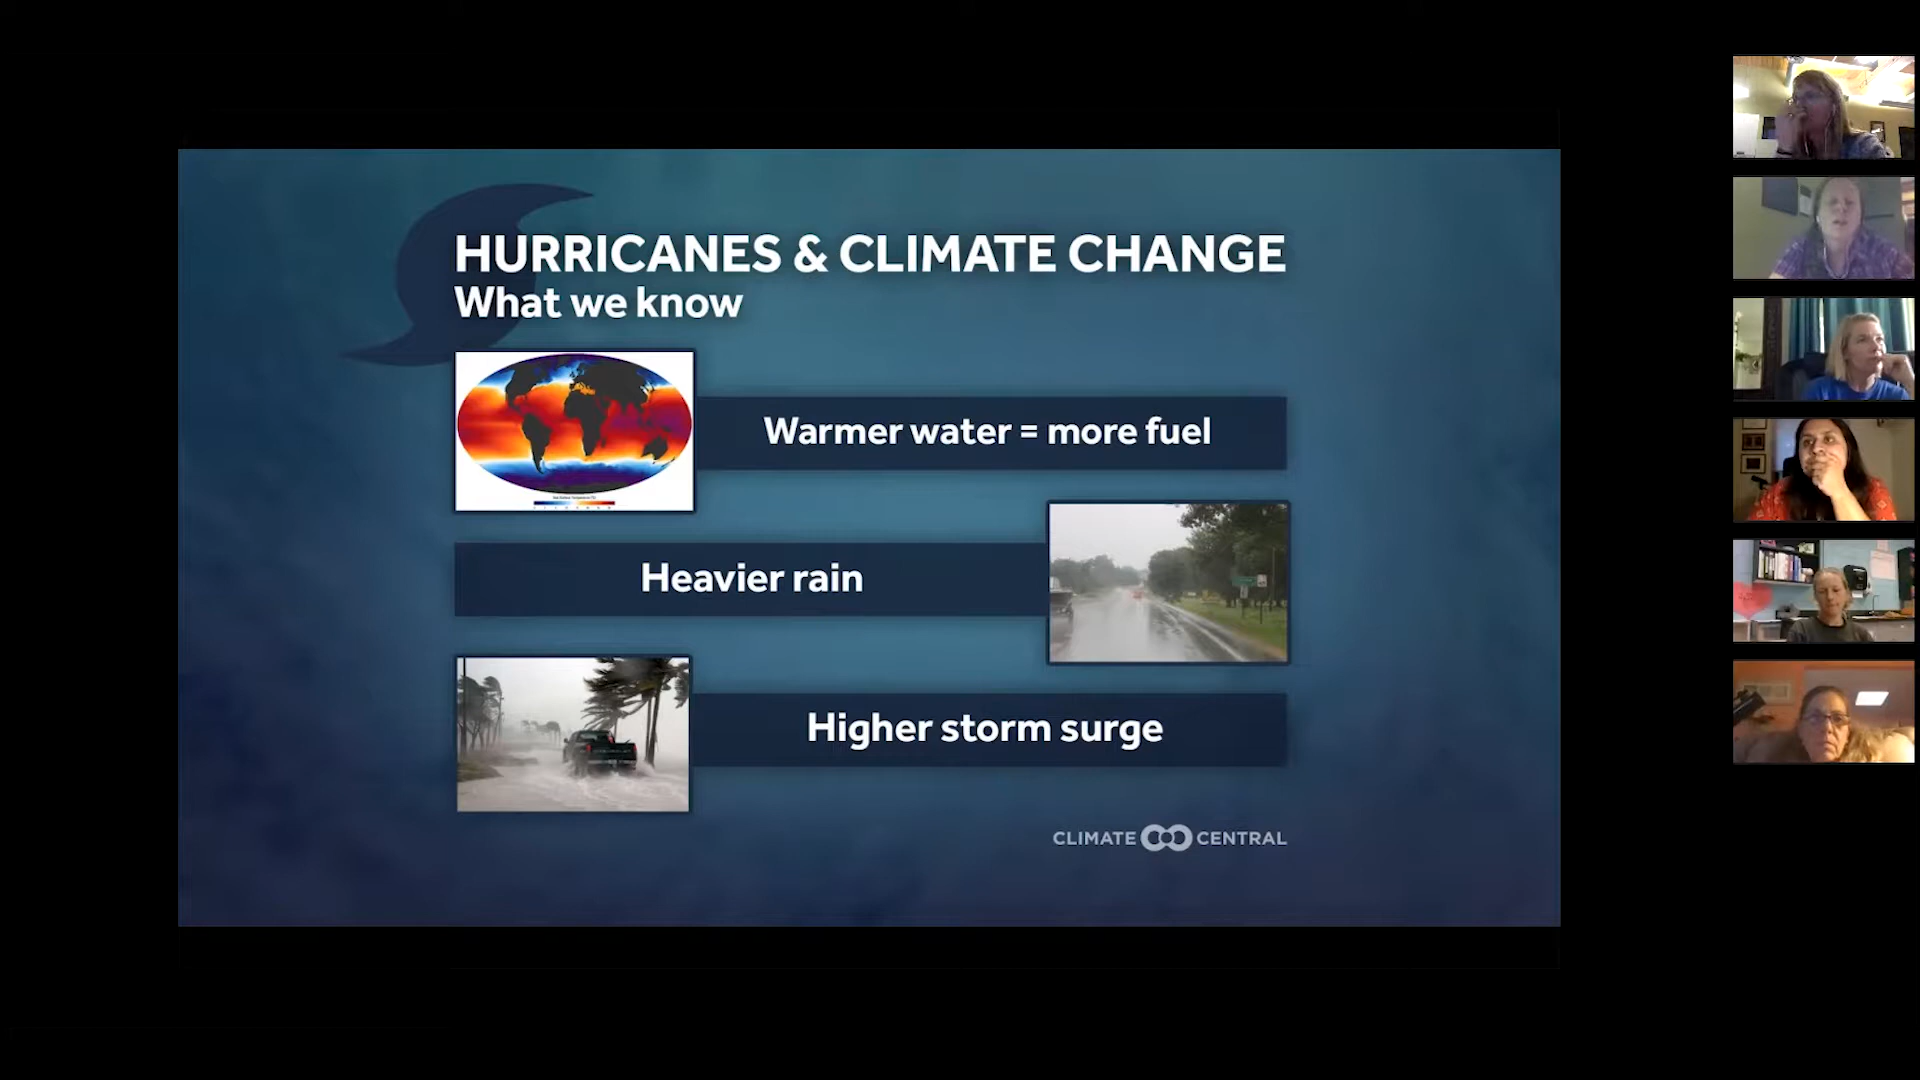 HURRICANES & CLIMATE CHANGE
What we know
Warmer water = more fuel
Heavier rain
Higher storm surge
CLIMATE CENTRAL